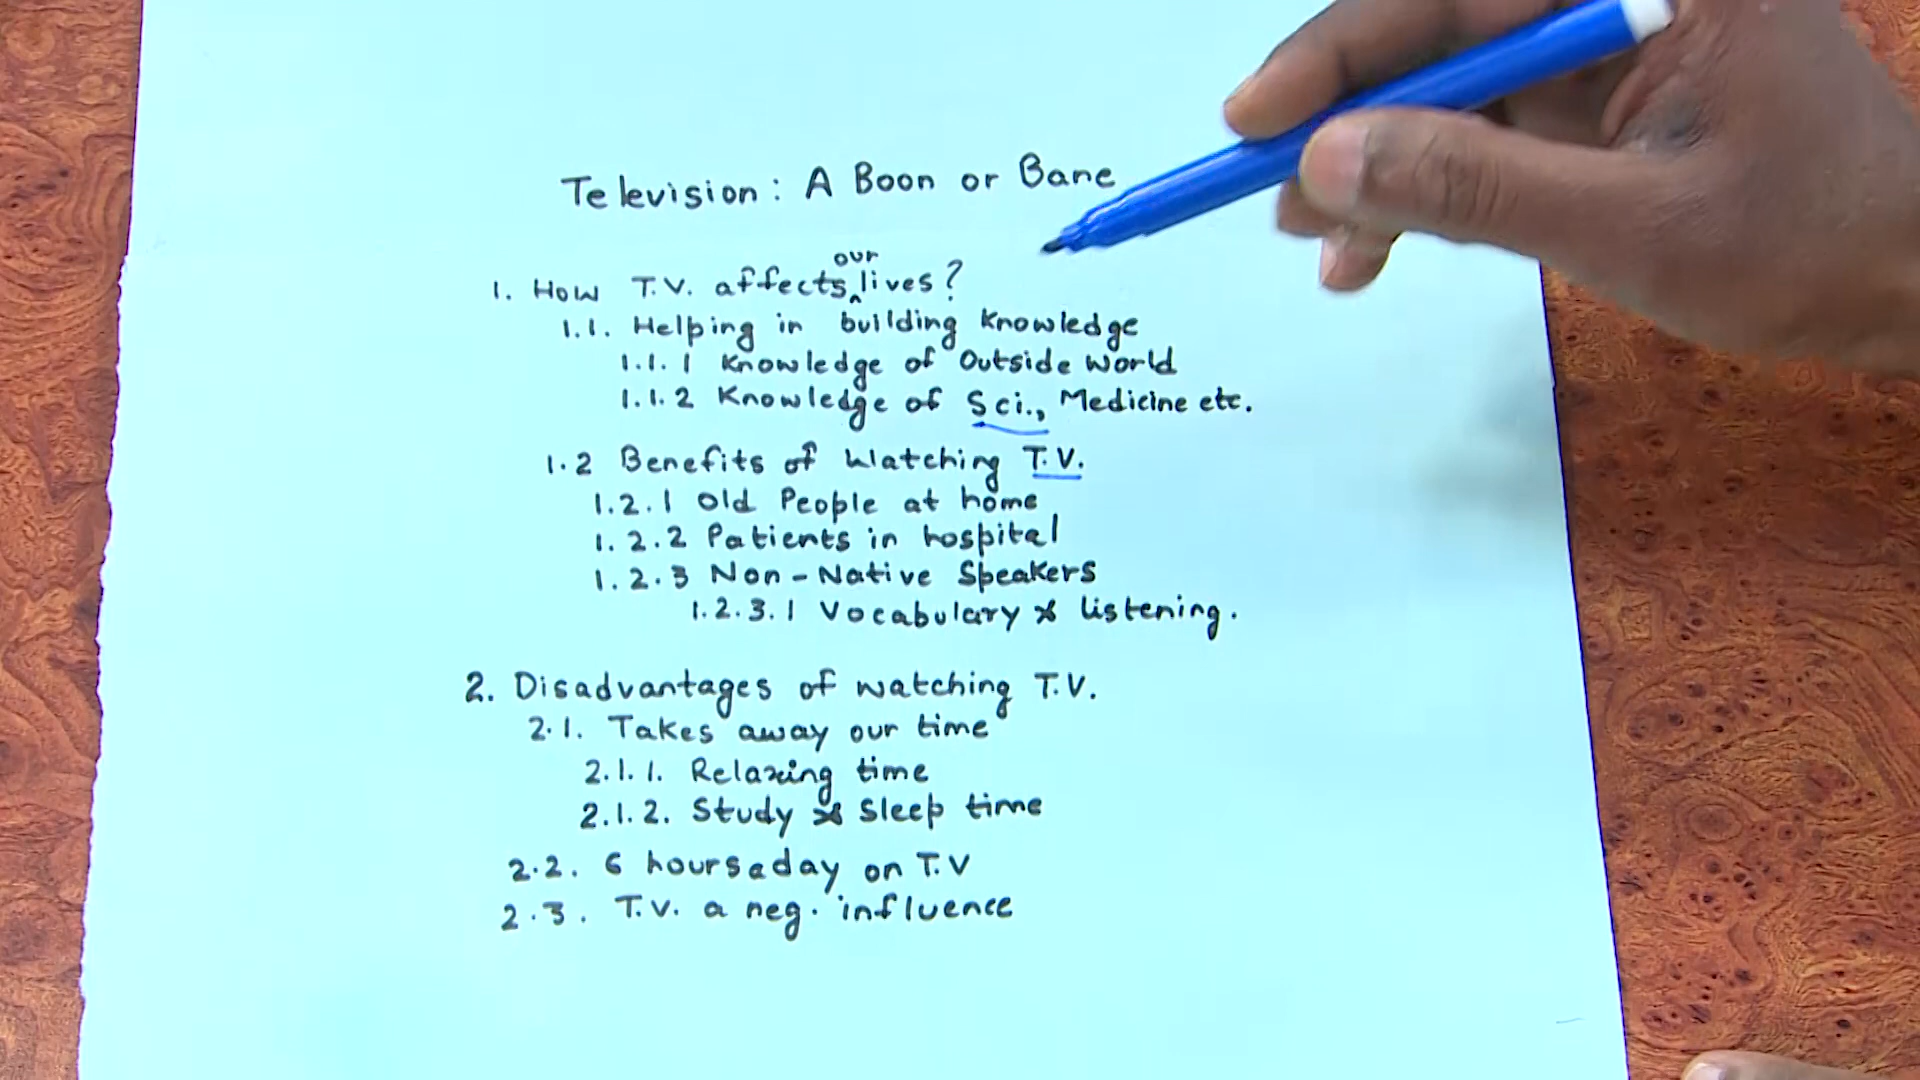 Television: A Boon or Bane
1. How T.V. affects our lives?
1.1. Helping in building Knowledge
1.1.1 Knowledge of Outside World
1.1.2 Knowledge of Sci., Medicine etc.
1.2 Benefits of Watching T.V.
1.2.1 Old People at home
1.2.2 Patients in hospital
1.2.3 Non-Native Speakers
1.2.3.1 Vocabulary & listening.
2. Disadvantages of watching T.V.
2.1. Takes away our time
2.1.1. Relaxing time
2.1.2. Study & Sleep time
2.2. 6 hours a day on T.V
2.3. T.V. a neg. influence